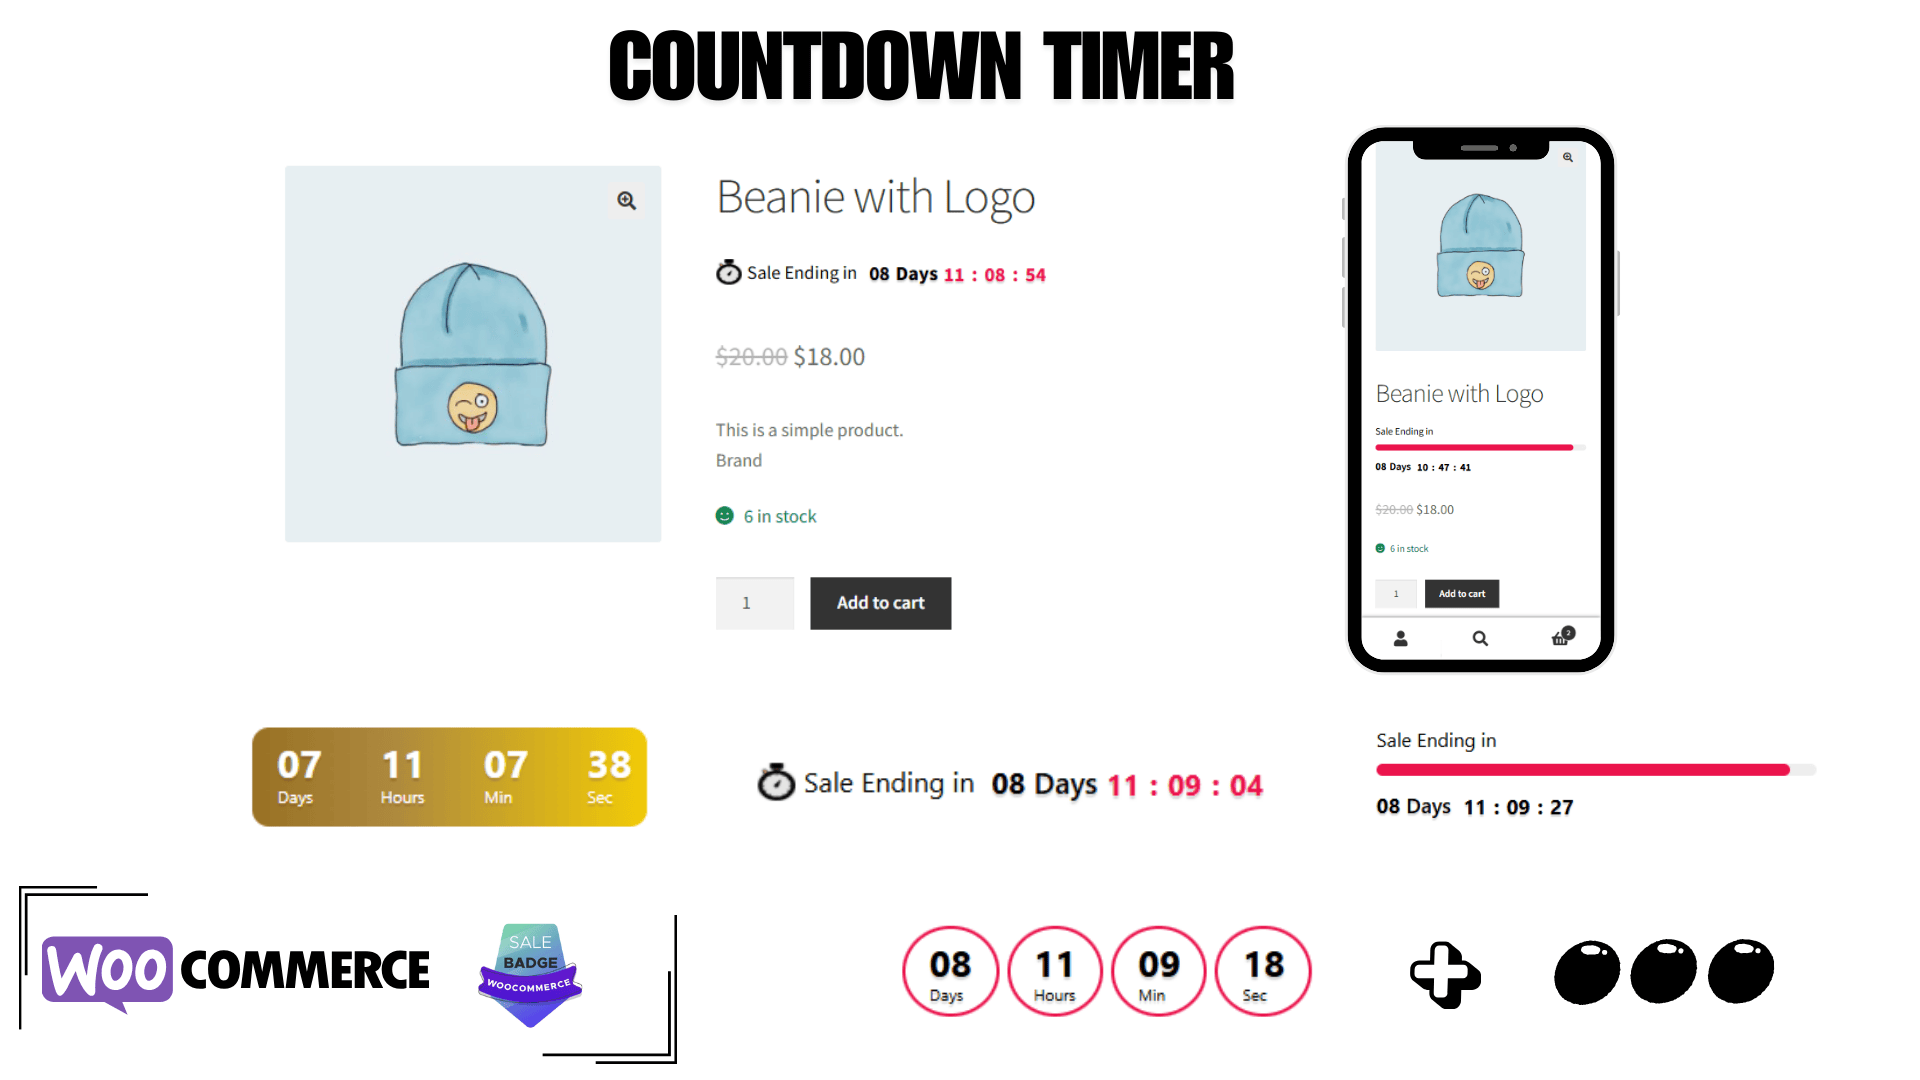 COUNTDOWN TIMER
Beanie with Logo
Sale Ending in 08 Days 11 : 08 : 54
$20.00 $18.00
This is a simple product.
Brand
6 in stock
1 Add to cart
Beanie with Logo
Sale Ending in
08 Days 10 : 47 : 41
$20.00 $18.00
6 in stock
1 Add to cart
2
07 11 07 38
Days Hours Min Sec
Sale Ending in 08 Days 11 : 09 : 04
Sale Ending in
08 Days 11 : 09 : 27
WOO COMMERCE
SALE
BADGE
WOOCOMMERCE
08 11 09 18
Days Hours Min Sec